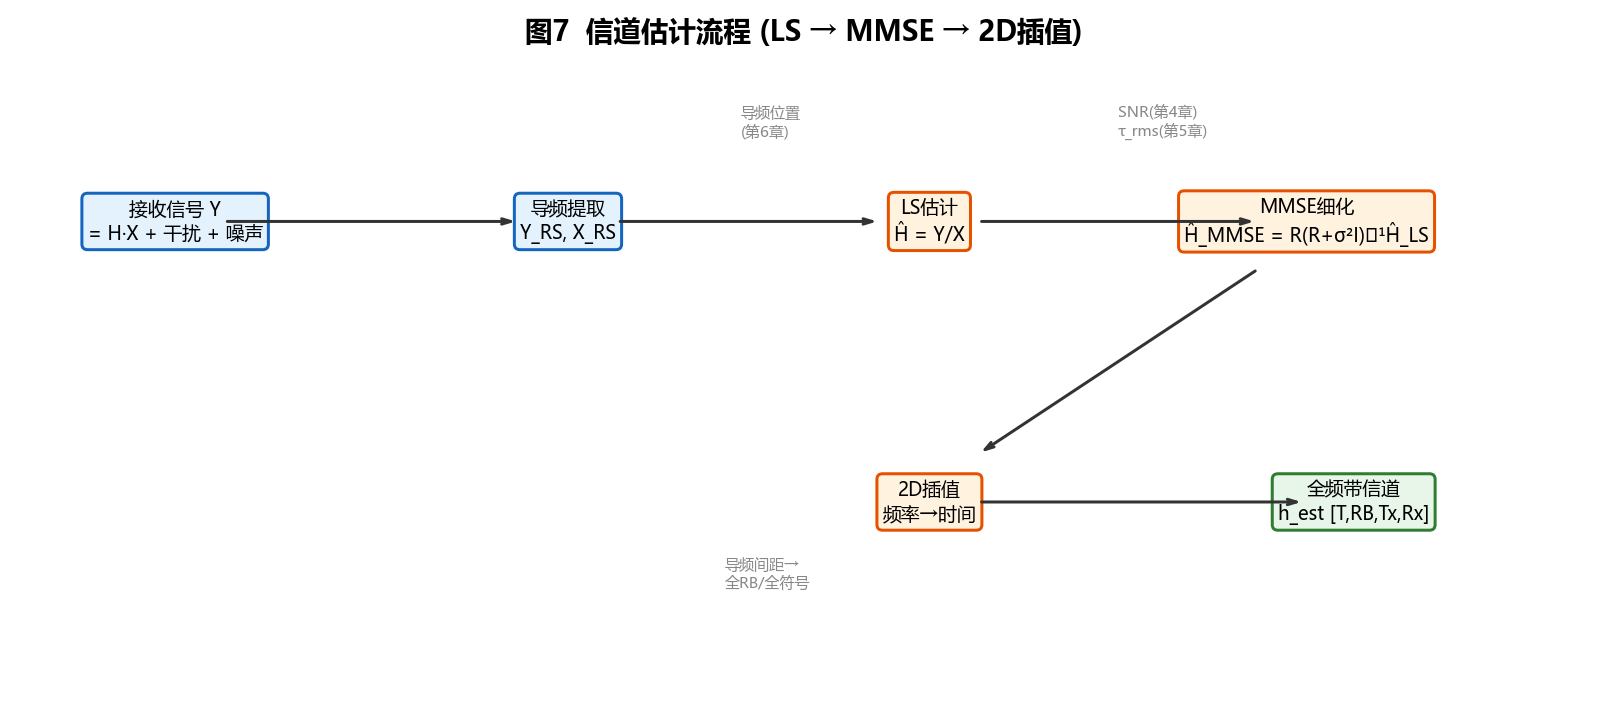 图7 信道估计流程 (LS → MMSE → 2D插值)
导频位置
(第6章)
SNR(第4章)
τ_rms(第5章)
接收信号 Y
= H·X + 干扰 + 噪声
导频提取
Y_RS, X_RS
LS估计
Ĥ = Y/X
MMSE细化
Ĥ_MMSE = R(R+σ²I)▯¹Ĥ_LS
2D插值
频率→时间
全频带信道
h_est [T,RB,Tx,Rx]
导频间距→
全RB/全符号